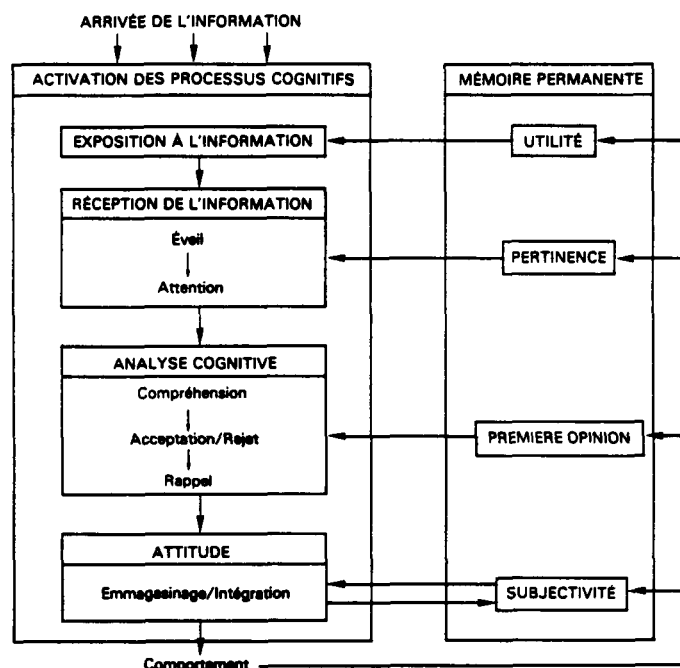 ARRIVÉE DE L'INFORMATION
ACTIVATION DES PROCESSUS COGNITIFS
MÉMOIRE PERMANENTE
EXPOSITION À L'INFORMATION
UTILITÉ
RÉCEPTION DE L'INFORMATION
Éveil
Attention
PERTINENCE
ANALYSE COGNITIVE
Compréhension
Acceptation/Rejet
Rappel
PREMIERE OPINION
ATTITUDE
Emmagasinage/Intégration
SUBJECTIVITÉ
Comportement